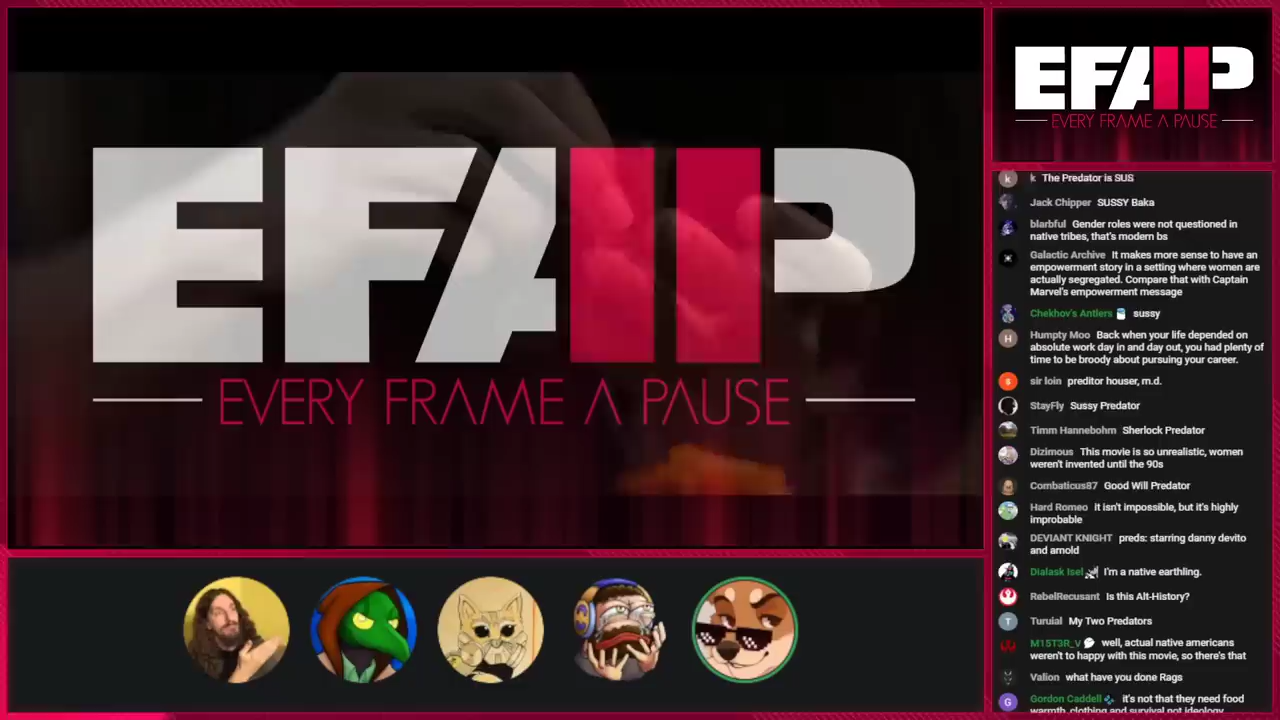 EFAP
EVERY FRAME A PAUSE
EFAP
EVERY FRAME A PAUSE
k k The Predator is SUS
Jack Chipper SUSSY Baka
blarbful Gender roles were not questioned in
native tribes, that's modern bs
Galactic Archive It makes more sense to have an
empowerment story in a setting where women are
actually segregated. Compare that with Captain
Marvel's empowerment message
Chekhov's Antlers sussy
H Humpty Moo Back when your life depended on
absolute work day in and day out, you had plenty of
time to be broody about pursuing your career.
s sir loin preditor houser, m.d.
StayFly Sussy Predator
Timm Hannebohm Sherlock Predator
Dizimous This movie is so unrealistic, women
weren't invented until the 90s
Combaticus87 Good Will Predator
Hard Romeo it isn't impossible, but it's highly
improbable
DEVIANT KNIGHT preds: starring danny devito
and arnold
Dialask Isel I'm a native earthling.
RebelRecusant Is this Alt-History?
T Turuial My Two Predators
M15T3R_V well, actual native americans
weren't to happy with this movie, so there's that
Valion what have you done Rags
G Gordon Caddell it's not that they need food
warmth, clothing and survival not ideology